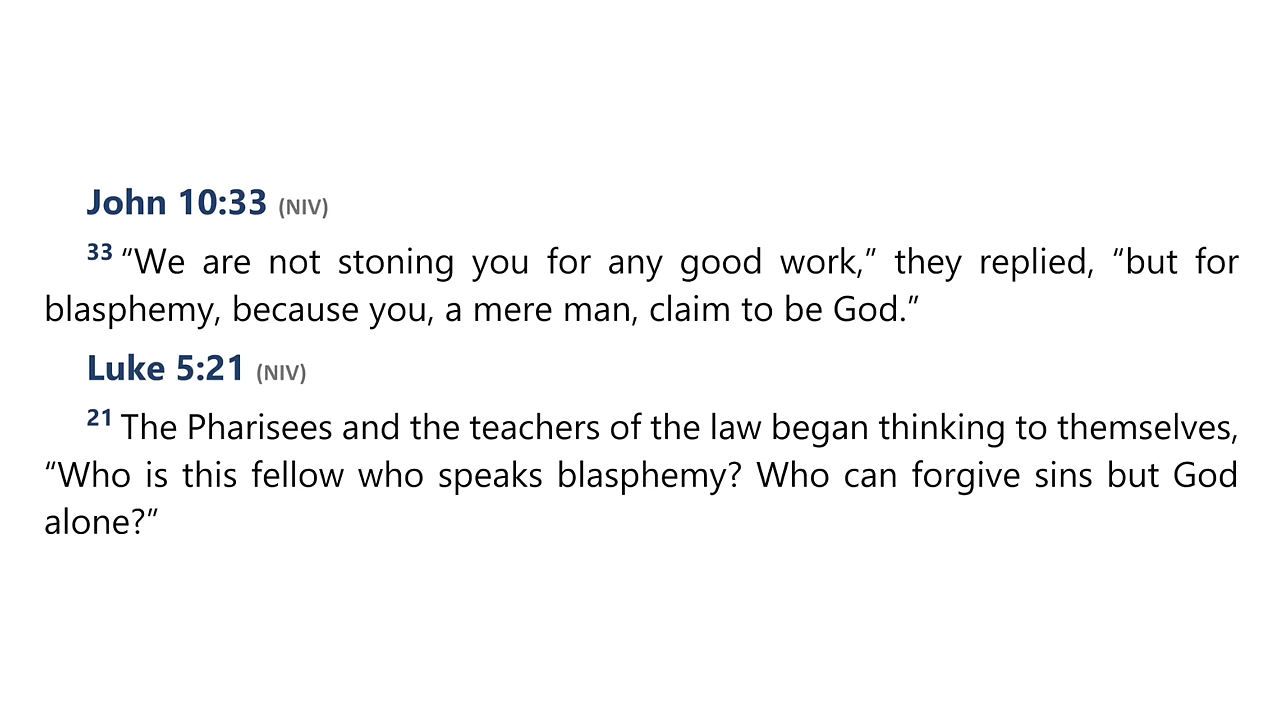 John 10:33 (NIV)
33 “We are not stoning you for any good work,” they replied, “but for
blasphemy, because you, a mere man, claim to be God.”
Luke 5:21 (NIV)
21 The Pharisees and the teachers of the law began thinking to themselves,
“Who is this fellow who speaks blasphemy? Who can forgive sins but God
alone?”